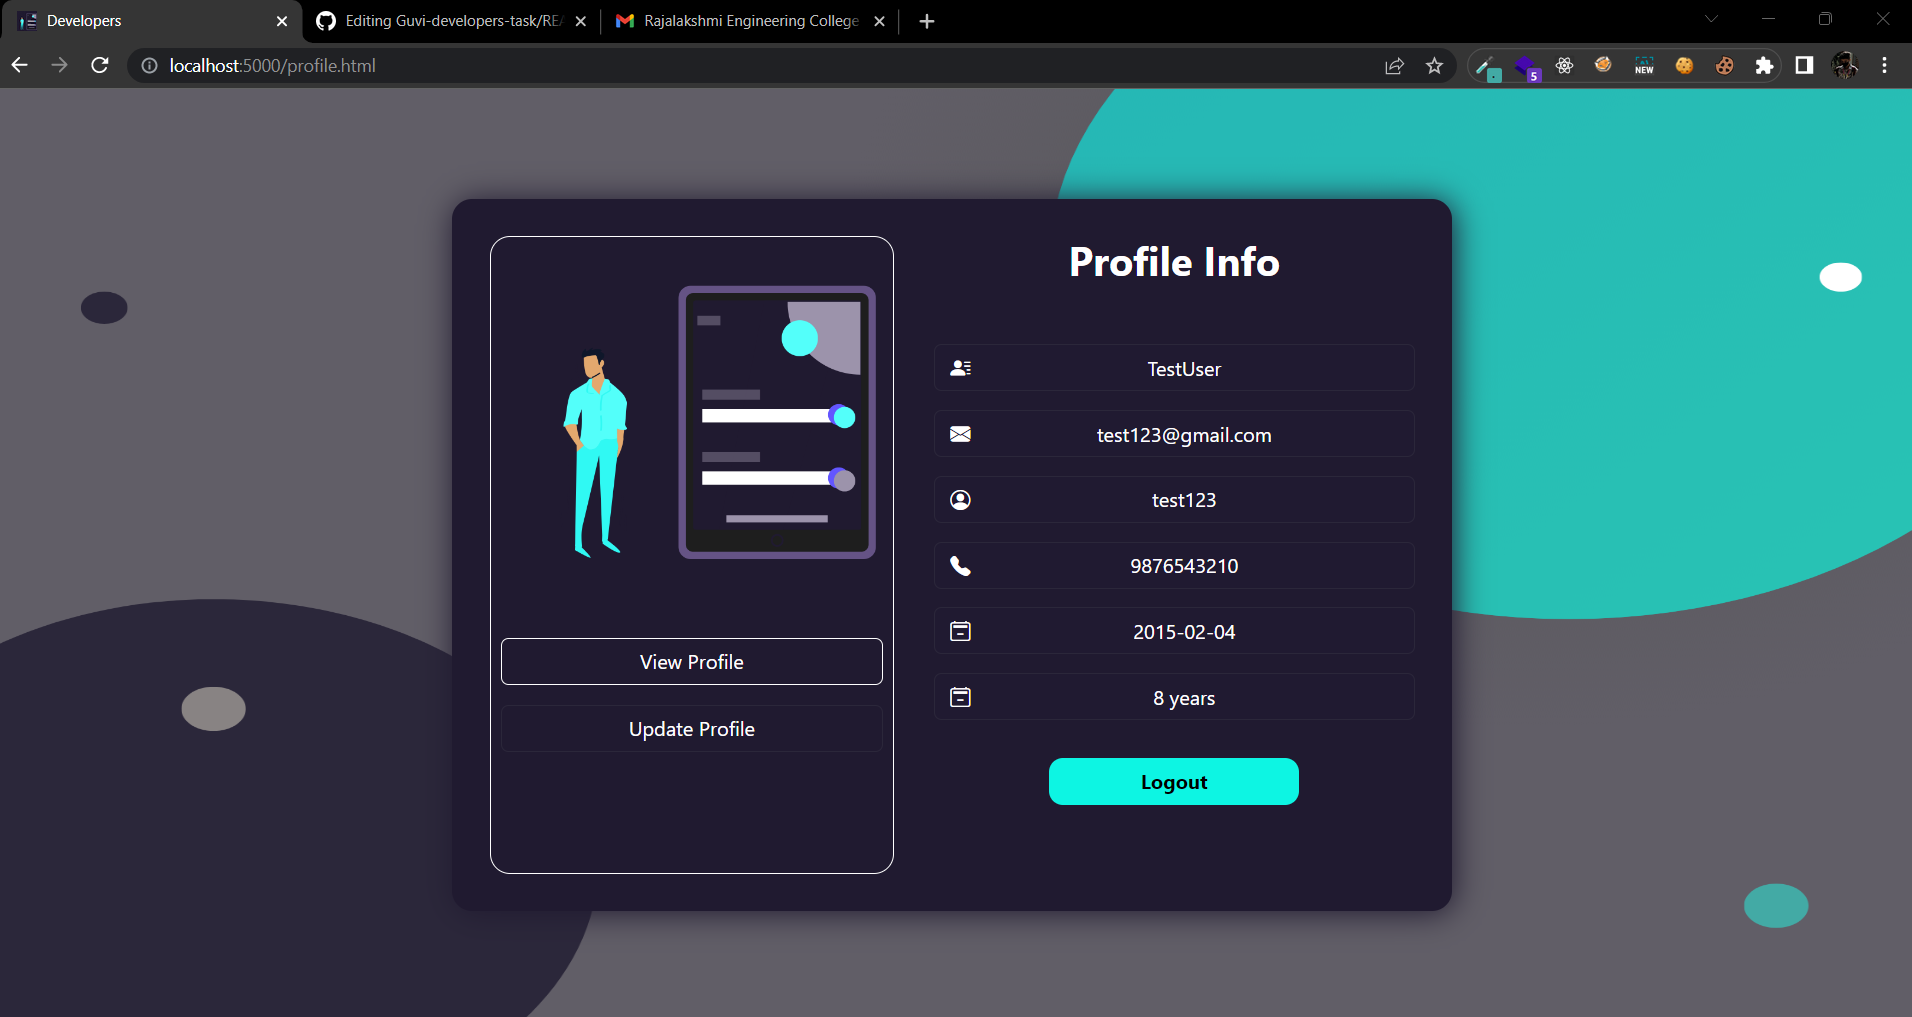 Developers
Editing Guvi-developers-task/REA
Rajalakshmi Engineering College
localhost:5000/profile.html
5
NEW
Profile Info
TestUser
test123@gmail.com
test123
9876543210
2015-02-04
8 years
View Profile
Update Profile
Logout